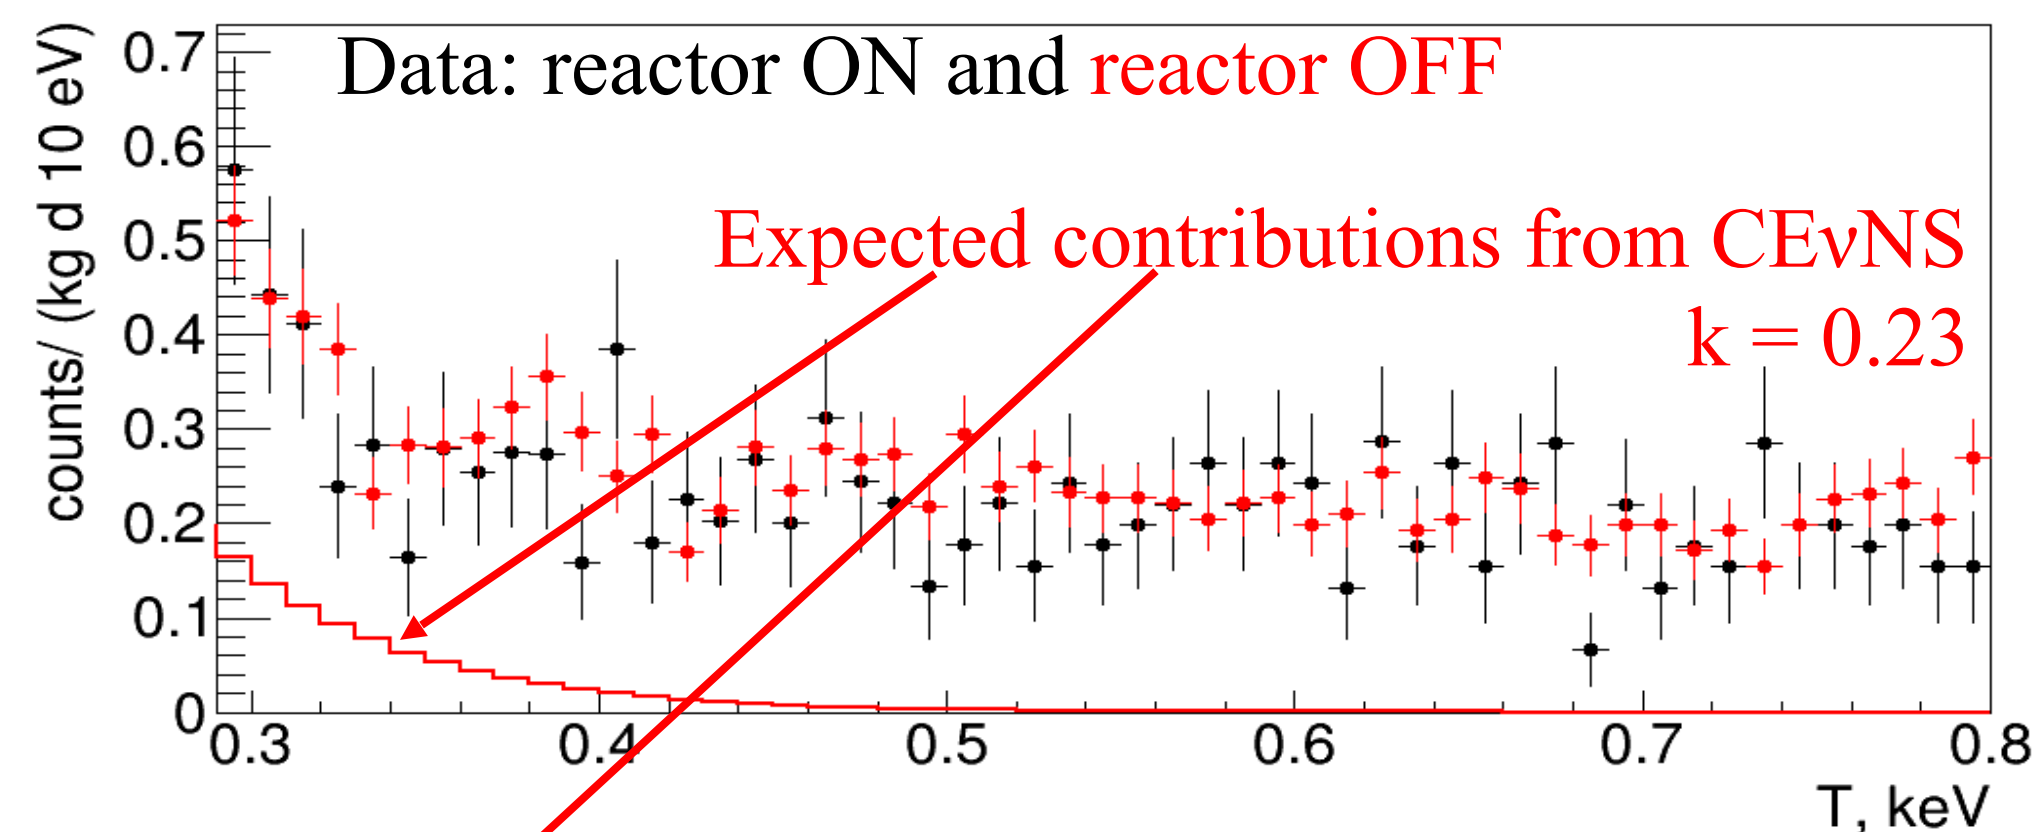 Data: reactor ON and reactor OFF
Expected contributions from CEνNS
k = 0.23
counts/ (kg d 10 eV)
0.7
0.6
0.5
0.4
0.3
0.2
0.1
0
0.3 0.4 0.5 0.6 0.7 0.8
T, keV